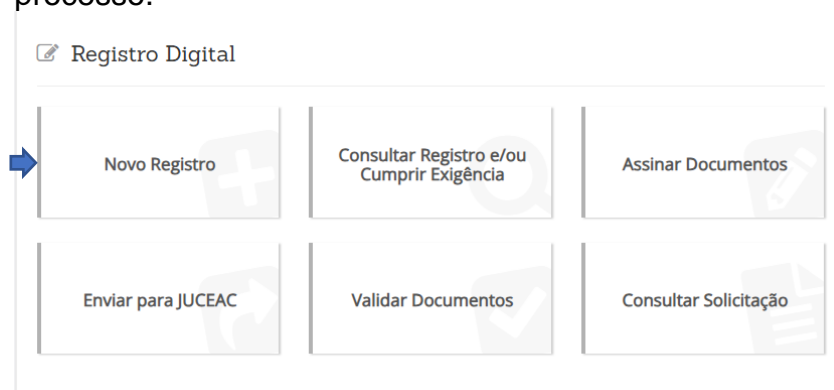 processo.
Registro Digital
Novo Registro
Consultar Registro e/ou
Cumprir Exigência
Assinar Documentos
Enviar para JUCEAC
Validar Documentos
Consultar Solicitação